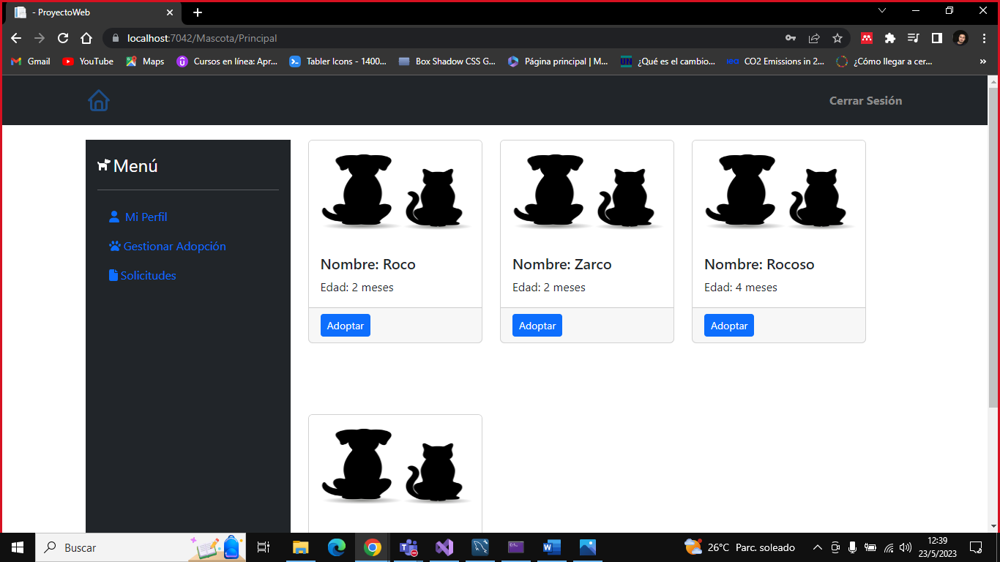 - ProyectoWeb
localhost:7042/Mascota/Principal
Gmail YouTube Maps Cursos en línea: Apr... Tabler Icons - 1400... Box Shadow CSS G... Página principal | M... ¿Qué es el cambio... CO2 Emissions in 2... ¿Cómo llegar a cer... »
Cerrar Sesión
Menú
Mi Perfil
Gestionar Adopción
Solicitudes
Nombre: Roco
Edad: 2 meses
Adoptar
Nombre: Zarco
Edad: 2 meses
Adoptar
Nombre: Rocoso
Edad: 4 meses
Adoptar
Buscar
26°C Parc. soleado
12:39
23/5/2023